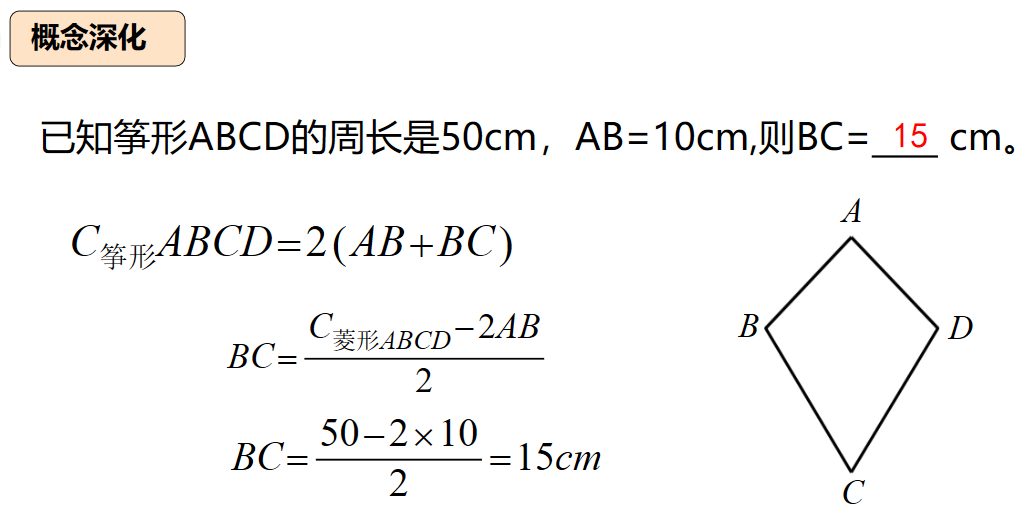 概念深化
已知筝形ABCD的周长是50cm，AB=10cm,则BC= 15 cm。
C筝形ABCD=2(AB+BC)
BC=(C菱形ABCD-2AB)/2
BC=(50-2×10)/2=15cm
A
B
D
C